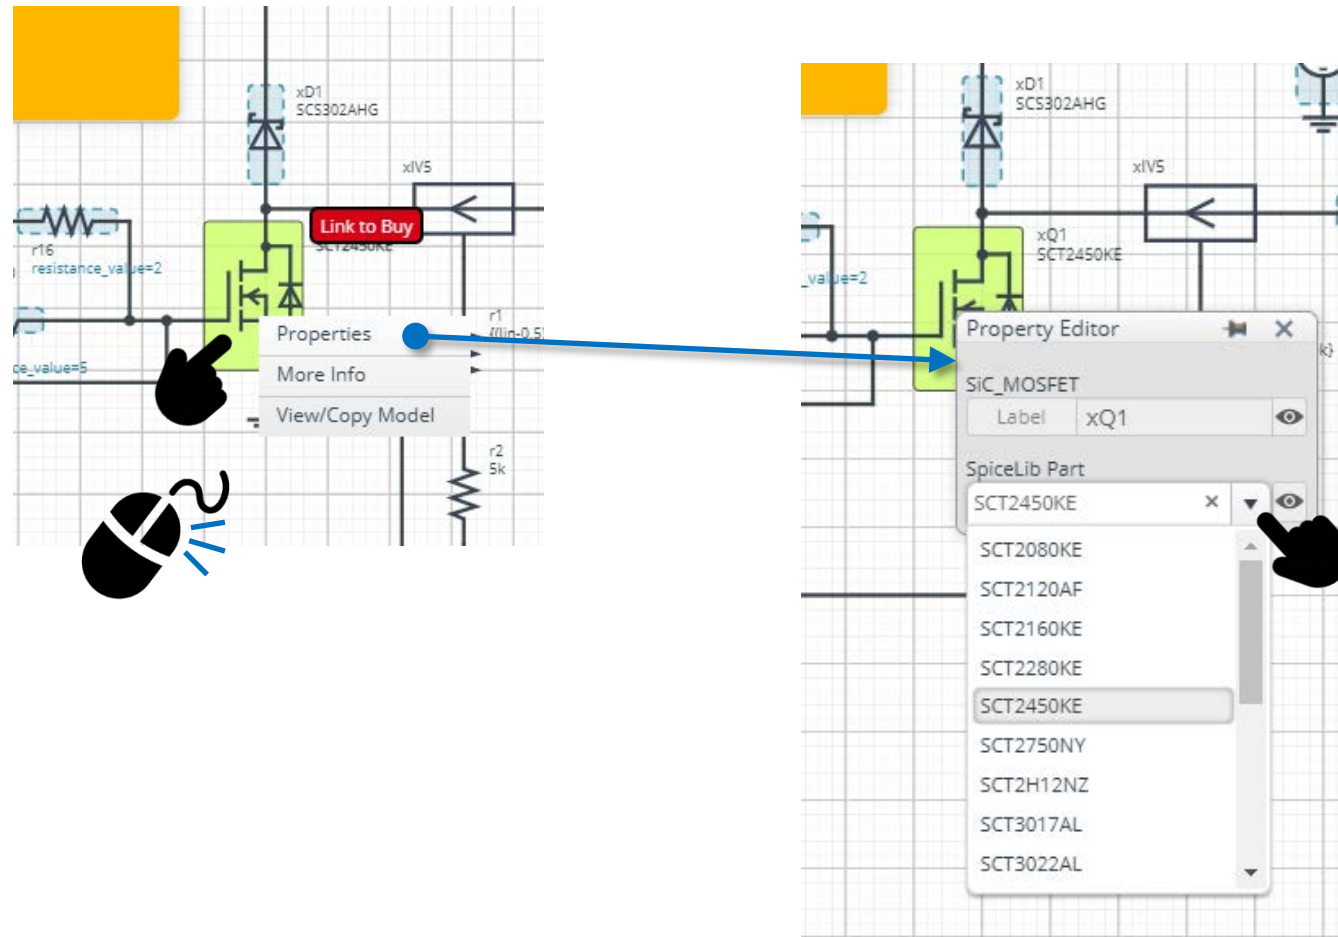 xD1
SCS302AHG
xIV5
Link to Buy
SCT2450KE
r16
resistance_value=2
r1
Properties
More Info
View/Copy Model
r2
5k
xD1
SCS302AHG
xIV5
xQ1
SCT2450KE
_value=2
Property Editor
k}
SiC_MOSFET
Label
xQ1
SpiceLib Part
SCT2450KE
SCT2080KE
SCT2120AF
SCT2160KE
SCT2280KE
SCT2450KE
SCT2750NY
SCT2H12NZ
SCT3017AL
SCT3022AL